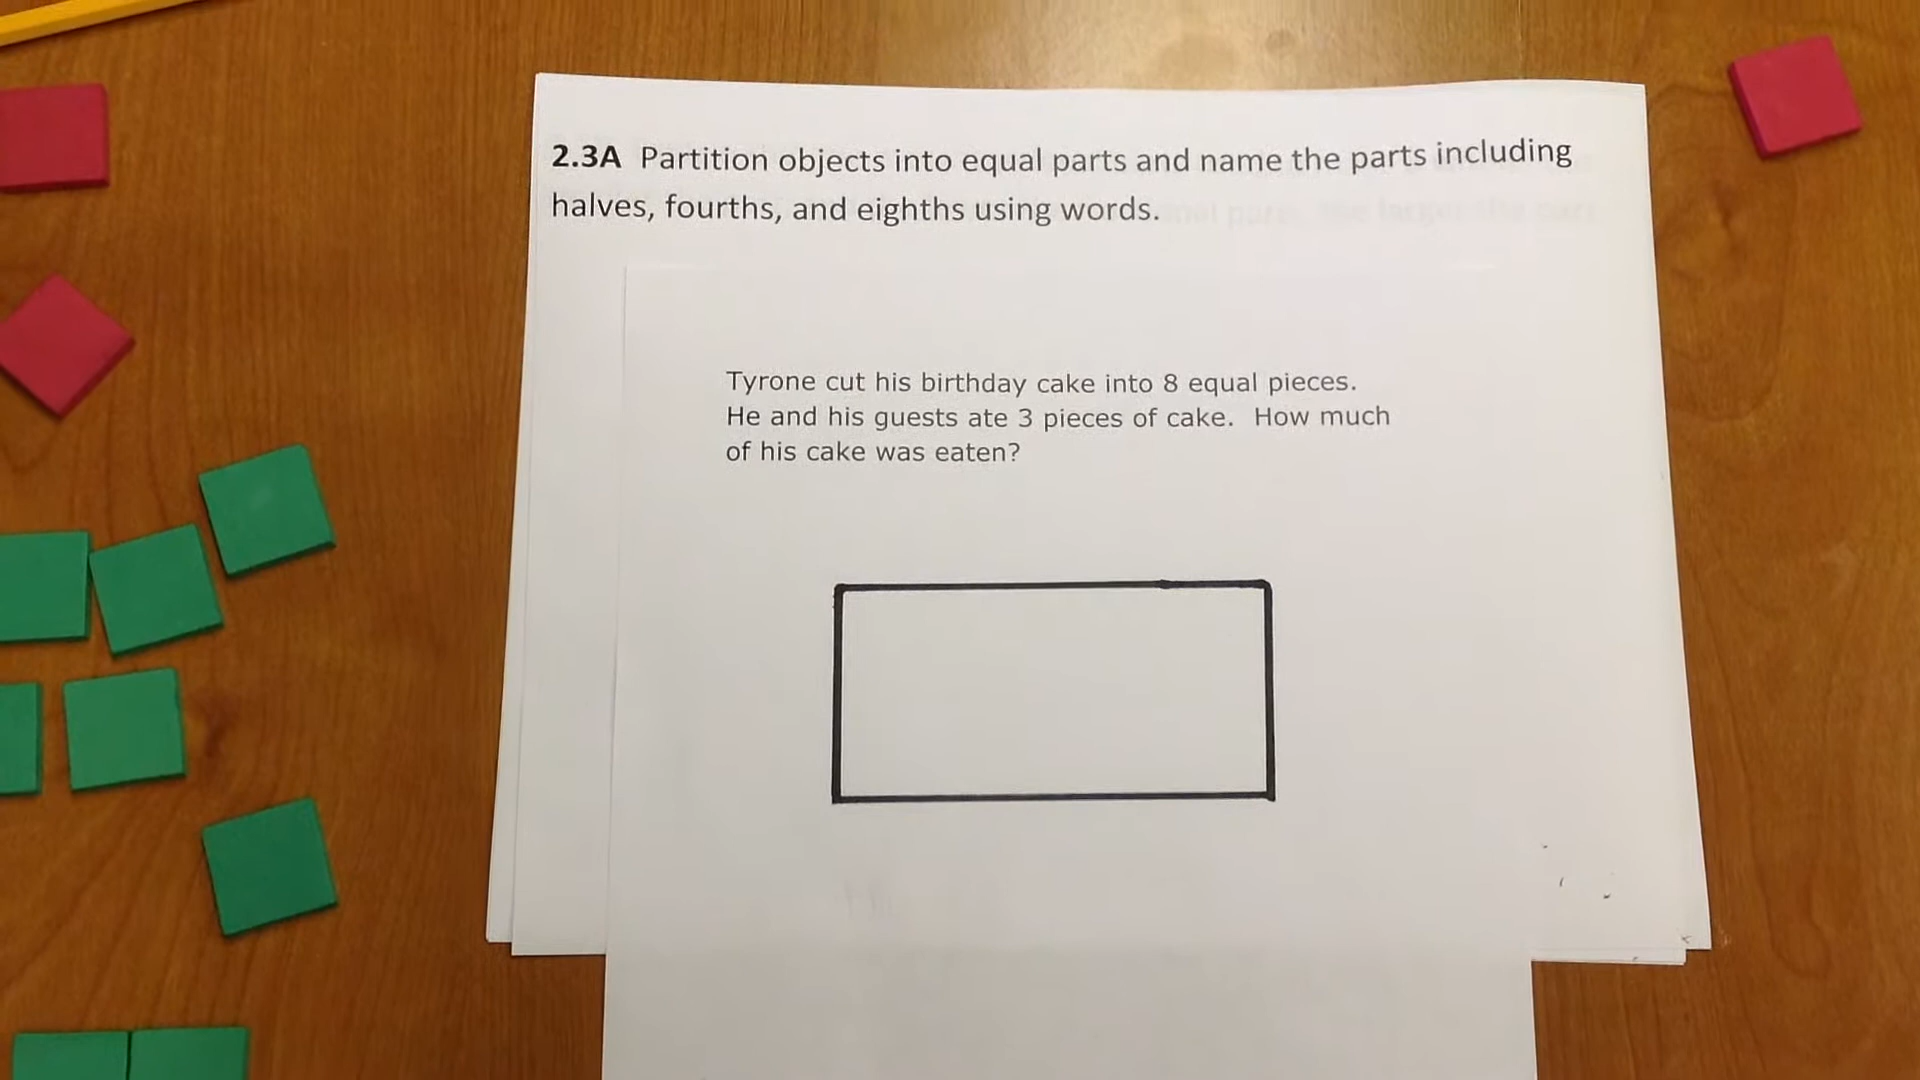 2.3A Partition objects into equal parts and name the parts including
halves, fourths, and eighths using words.
Tyrone cut his birthday cake into 8 equal pieces.
He and his guests ate 3 pieces of cake. How much
of his cake was eaten?